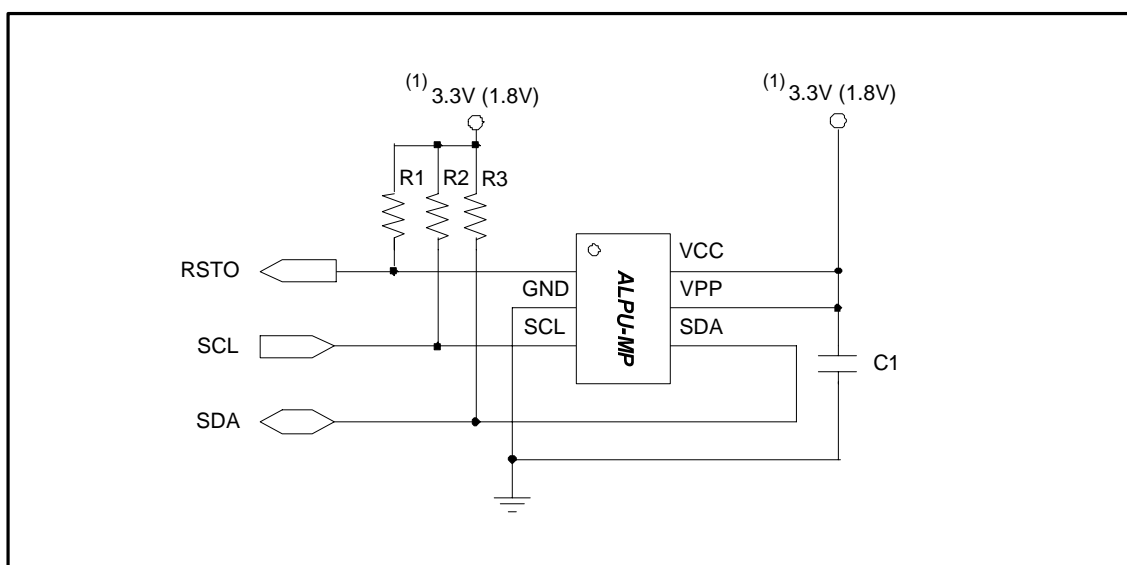 (1) 3.3V (1.8V)
(1) 3.3V (1.8V)
R1 R2 R3
RSTO
SCL
SDA
GND
SCL
ALPU-MP
VCC
VPP
SDA
C1